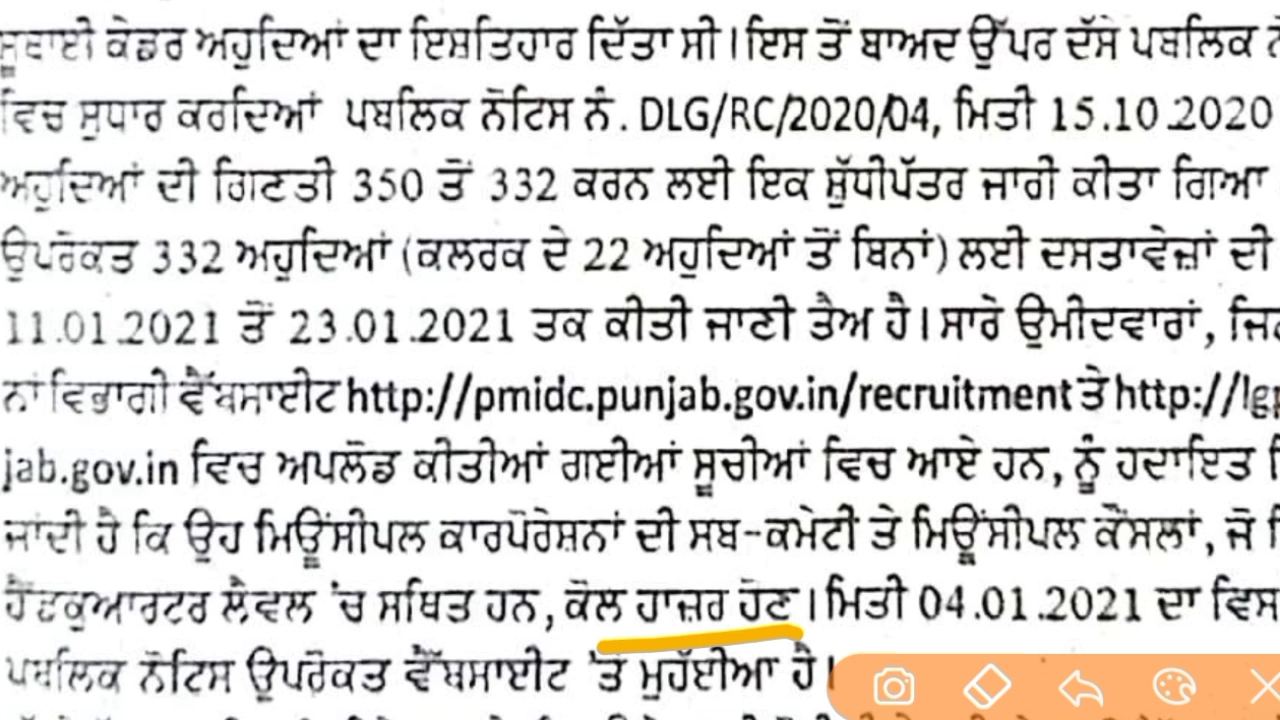 ਸੂਬਾਈ ਕੇਡਰ ਅਹੁਦਿਆਂ ਦਾ ਇਸ਼ਤਿਹਾਰ ਦਿੱਤਾ ਸੀ। ਇਸ ਤੋਂ ਬਾਅਦ ਉੱਪਰ ਦੱਸੇ ਪਬਲਿਕ
ਵਿਚ ਸੁਧਾਰ ਕਰਦਿਆਂ ਪਬਲਿਕ ਨੋਟਿਸ ਨੰ. DLG/RC/2020/04, ਮਿਤੀ 15.10.2020
ਅਹੁਦਿਆਂ ਦੀ ਗਿਣਤੀ 350 ਤੋਂ 332 ਕਰਨ ਲਈ ਇਕ ਸ਼ੁੱਧੀਪੱਤਰ ਜਾਰੀ ਕੀਤਾ ਗਿਆ
ਉਪਰੋਕਤ 332 ਅਹੁਦਿਆਂ (ਕਲਰਕ ਦੇ 22 ਅਹੁਦਿਆਂ ਤੋਂ ਬਿਨਾਂ) ਲਈ ਦਸਤਾਵੇਜ਼ਾਂ ਦੀ
11.01.2021 ਤੋਂ 23.01.2021 ਤਕ ਕੀਤੀ ਜਾਣੀ ਤੈਅ ਹੈ। ਸਾਰੇ ਉਮੀਦਵਾਰਾਂ,
ਨਾਂ ਵਿਭਾਗੀ ਵੈੱਬਸਾਈਟ http://pmidc.punjab.gov.in/recruitment ਤੇ http://lg
jab.gov.in ਵਿਚ ਅਪਲੋਡ ਕੀਤੀਆਂ ਗਈਆਂ ਸੂਚੀਆਂ ਵਿਚ ਆਏ ਹਨ, ਨੂੰ ਹਦਾਇਤ
ਜਾਂਦੀ ਹੈ ਕਿ ਉਹ ਮਿਊਂਸੀਪਲ ਕਾਰਪੋਰੇਸ਼ਨਾਂ ਦੀ ਸਬ-ਕਮੇਟੀ ਤੇ ਮਿਊਂਸੀਪਲ ਕੌਂਸਲਾਂ, ਜੋ
ਹੈੱਡਕੁਆਰਟਰ ਲੈਵਲ 'ਚ ਸਥਿਤ ਹਨ, ਕੋਲ ਹਾਜ਼ਰ ਹੋਣ। ਮਿਤੀ 04.01.2021 ਦਾ ਵਿਸ
ਪਬਲਿਕ ਨੋਟਿਸ ਉਪਰੋਕਤ ਵੈੱਬਸਾਈਟ 'ਤੇ ਮੁਹੱਈਆ ਹੈ।